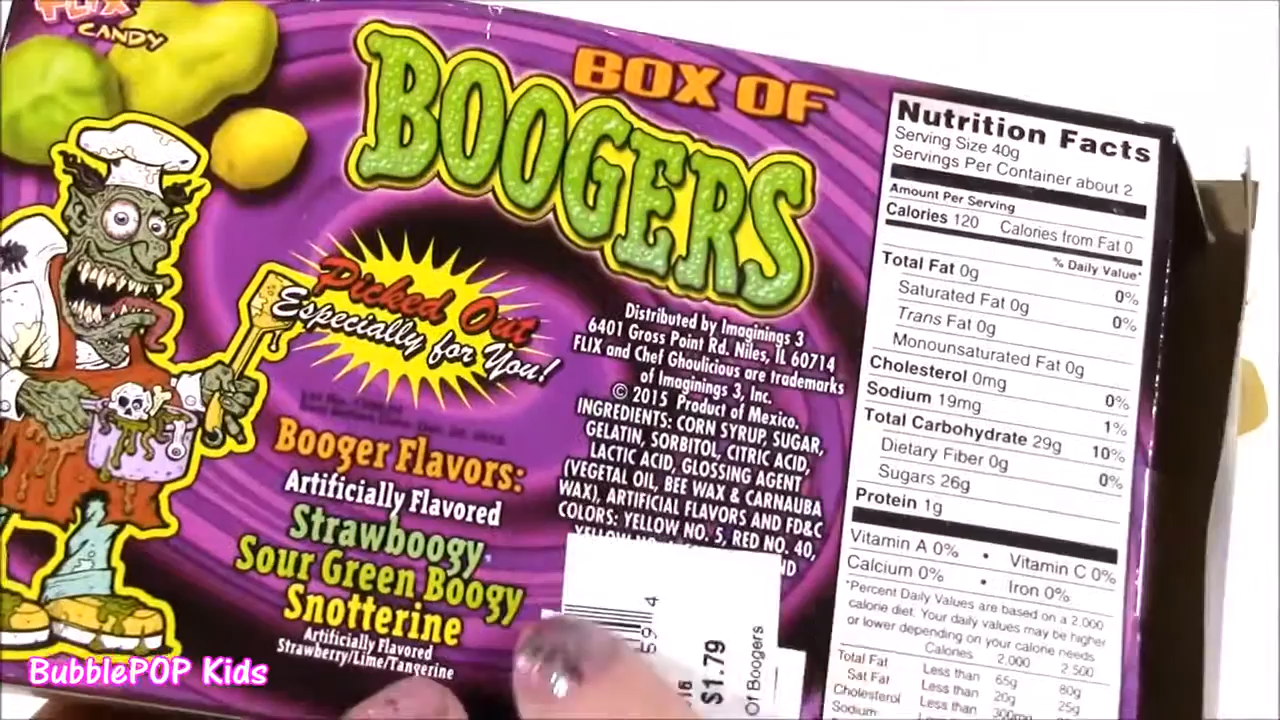 FLIX
CANDY
BOX OF
BOOGERS
Picked Out
Especially for You!
Booger Flavors:
Artificially Flavored
Strawboogy
Sour Green Boogy
Snotterine
Artificially Flavored
Strawberry/Lime/Tangerine
Distributed by Imaginings 3
6401 Gross Point Rd. Niles, IL 60714
FLIX and Chef Ghoulicious are trademarks
of Imaginings 3, Inc.
© 2015 Product of Mexico.
INGREDIENTS: CORN SYRUP, SUGAR,
GELATIN, SORBITOL, CITRIC ACID,
LACTIC ACID, GLOSSING AGENT
(VEGETAL OIL, BEE WAX & CARNAUBA
WAX), ARTIFICIAL FLAVORS AND FD&C
COLORS: YELLOW NO. 5, RED NO. 40,
YELLOW
59 4
$1.79
Of Boogers
Nutrition Facts
Serving Size 40g
Servings Per Container about 2
Amount Per Serving
Calories 120 Calories from Fat 0
% Daily Value*
Total Fat 0g 0%
Saturated Fat 0g 0%
Trans Fat 0g
Monounsaturated Fat 0g
Cholesterol 0mg 0%
Sodium 19mg 1%
Total Carbohydrate 29g 10%
Dietary Fiber 0g 0%
Sugars 26g
Protein 1g
Vitamin A 0% • Vitamin C 0%
Calcium 0% • Iron 0%
*Percent Daily Values are based on a 2,000
calorie diet. Your daily values may be higher
or lower depending on your calorie needs
Calories 2,000 2,500
Total Fat Less than 65g 80g
Sat Fat Less than 20g 25g
Cholesterol Less than 300mg
Sodium Less than
BubblePOP Kids